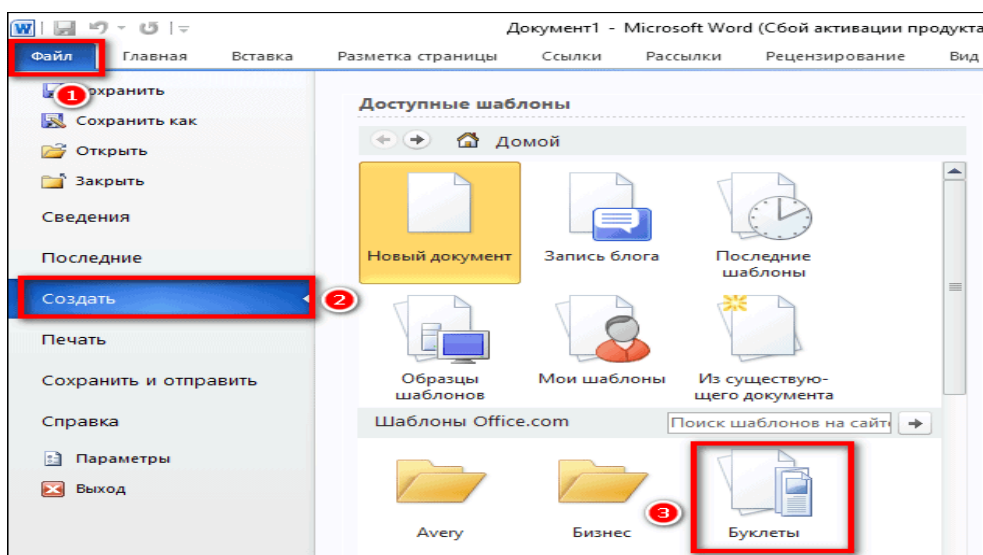 Документ1 - Microsoft Word (Сбой активации продукта
Файл Главная Вставка Разметка страницы Ссылки Рассылки Рецензирование Вид
1
Сохранить
Сохранить как
Открыть
Закрыть
Сведения
Последние
Создать
2
Печать
Сохранить и отправить
Справка
Параметры
Выход
Доступные шаблоны
Домой
Новый документ
Запись блога
Последние
шаблоны
Образцы
шаблонов
Мои шаблоны
Из существую-
щего документа
Шаблоны Office.com
Поиск шаблонов на сайте
Avery
Бизнес
3
Буклеты